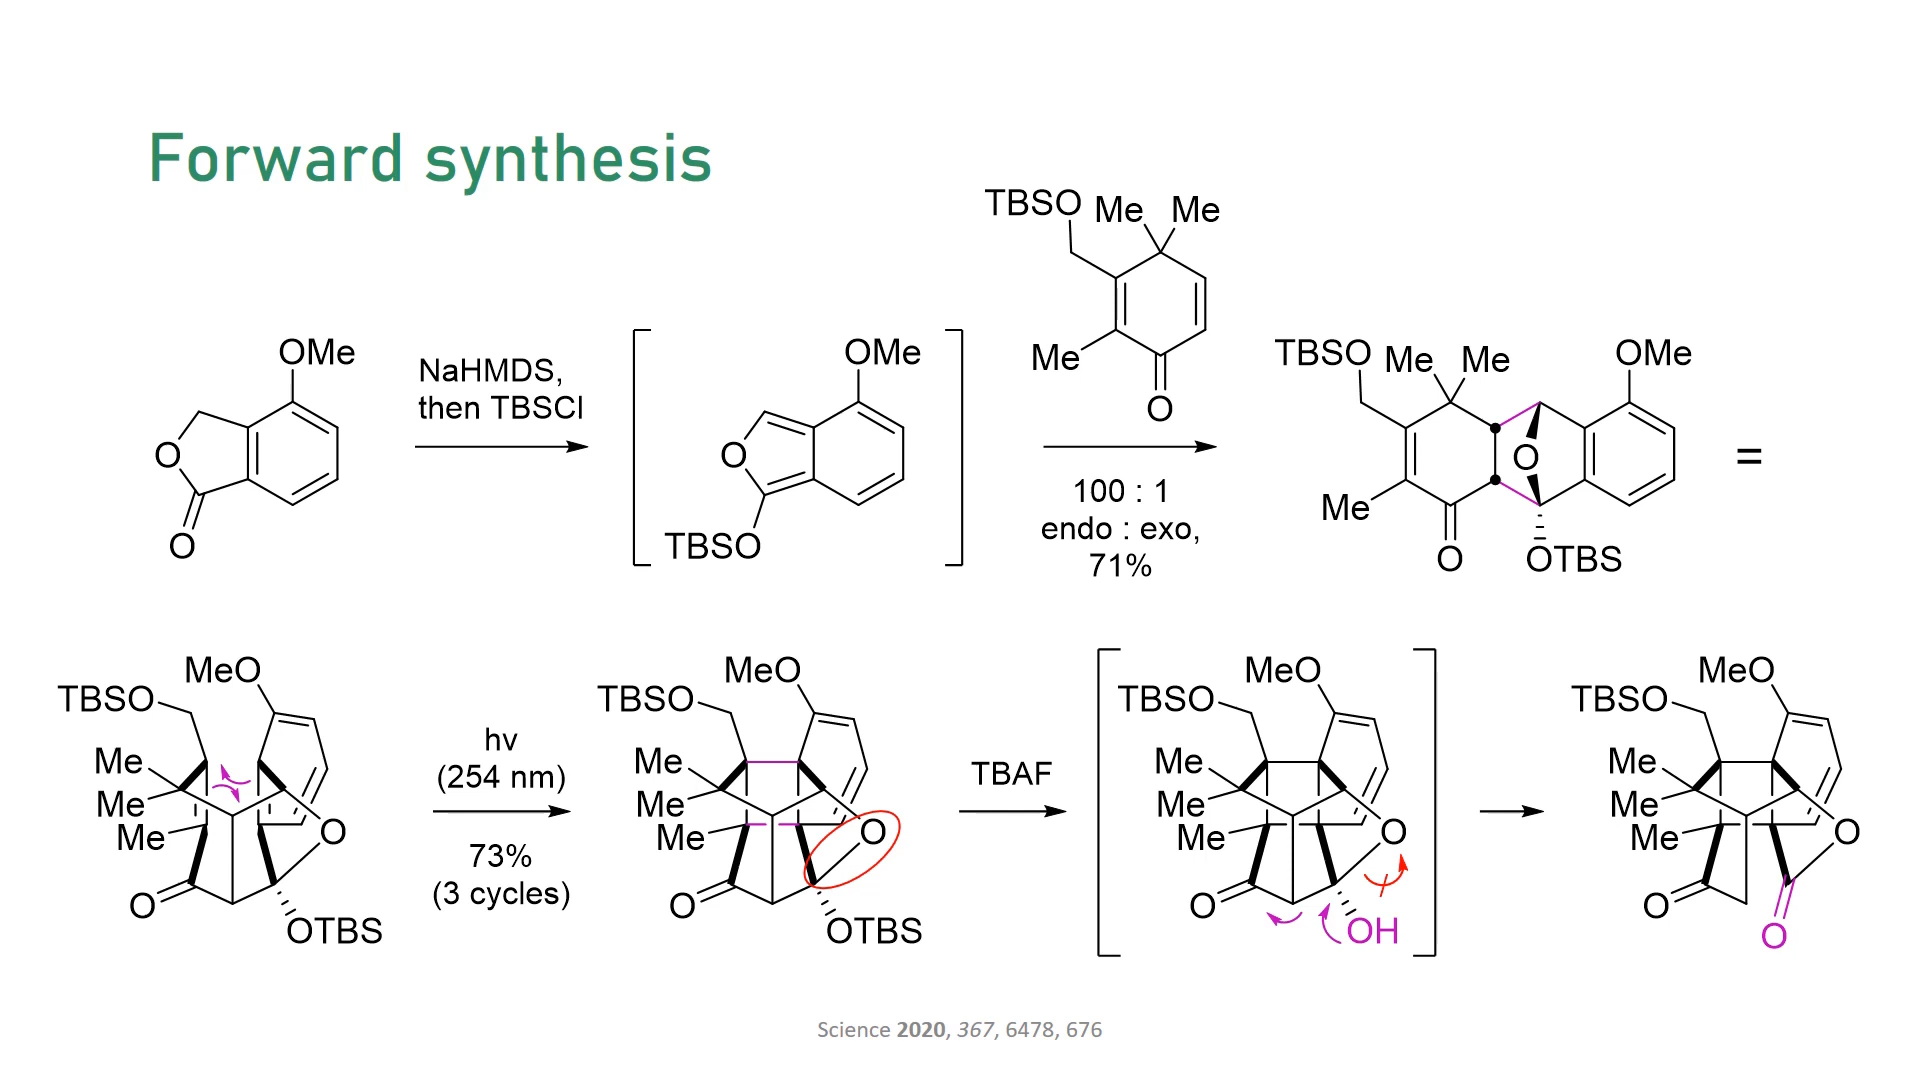 Forward synthesis
TBSO Me Me
Me
O
OMe
O
O
NaHMDS,
then TBSCl
OMe
O
TBSO
100 : 1
endo : exo,
71%
TBSO Me Me
OMe
O
Me
O
OTBS
=
MeO
TBSO
Me
Me
Me
O
O
OTBS
hv
(254 nm)
73%
(3 cycles)
MeO
TBSO
Me
Me
Me
O
O
OTBS
TBAF
MeO
TBSO
Me
Me
Me
O
O
OH
MeO
TBSO
Me
Me
Me
O
O
O
Science 2020, 367, 6478, 676